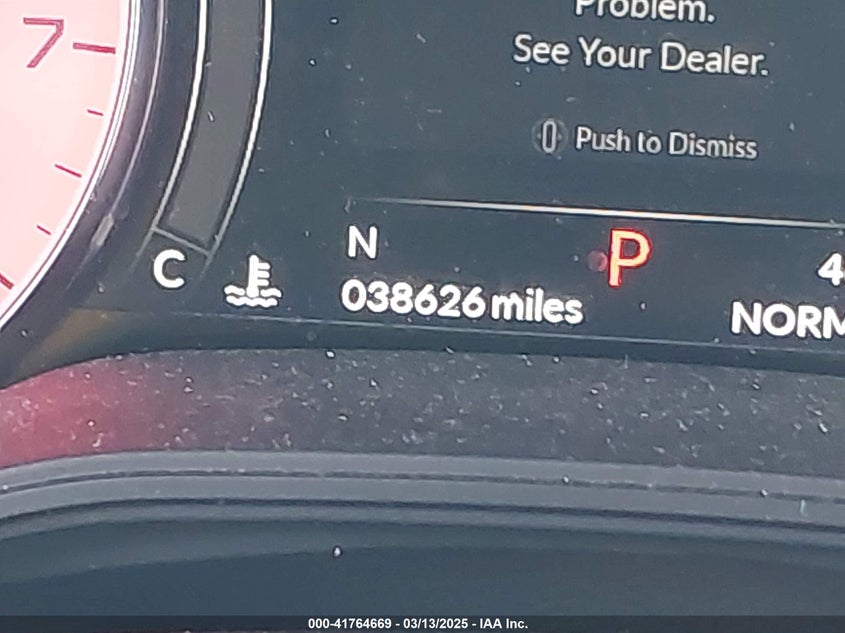 7
Problem.
See Your Dealer.
Push to Dismiss
N
P
4
C
038626 miles
NORM
000-41764669 - 03/13/2025 - IAA Inc.